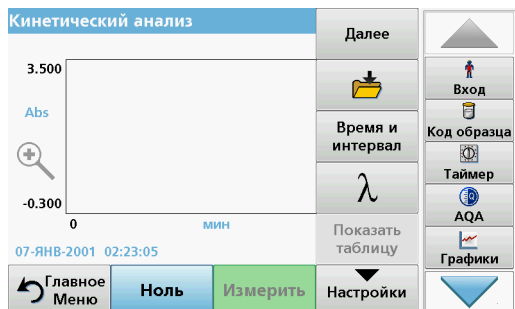 Кинетический анализ
3.500
Abs
-0.300
0
мин
07-ЯНВ-2001 02:23:05
Далее
Время и
интервал
λ
Показать
таблицу
Главное
Меню
Ноль
Измерить
Настройки
Вход
Код образца
Таймер
AQA
Графики